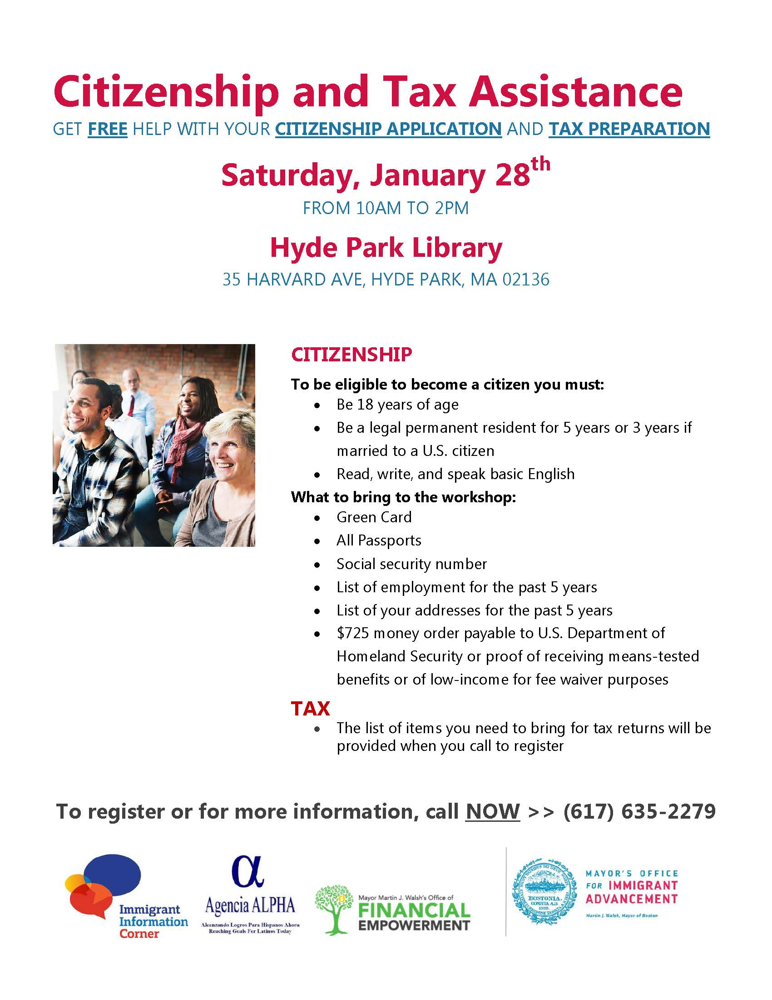 Citizenship and Tax Assistance
GET FREE HELP WITH YOUR CITIZENSHIP APPLICATION AND TAX PREPARATION
Saturday, January 28th
FROM 10AM TO 2PM
Hyde Park Library
35 HARVARD AVE, HYDE PARK, MA 02136
CITIZENSHIP
To be eligible to become a citizen you must:
• Be 18 years of age
• Be a legal permanent resident for 5 years or 3 years if
married to a U.S. citizen
• Read, write, and speak basic English
What to bring to the workshop:
• Green Card
• All Passports
• Social security number
• List of employment for the past 5 years
• List of your addresses for the past 5 years
• $725 money order payable to U.S. Department of
Homeland Security or proof of receiving means-tested
benefits or of low-income for fee waiver purposes
TAX
• The list of items you need to bring for tax returns will be
provided when you call to register
To register or for more information, call NOW >> (617) 635-2279
Immigrant
Information
Corner
α
Agencia ALPHA
Alcanzando Logros Para Hispanos Ahora
Reaching Goals For Latinos Today
Mayor Martin J. Walsh's Office of
FINANCIAL
EMPOWERMENT
BOSTONIA.
CONDITA A.D.
1630.
MAYOR'S OFFICE
FOR IMMIGRANT
ADVANCEMENT
Martin J. Walsh, Mayor of Boston